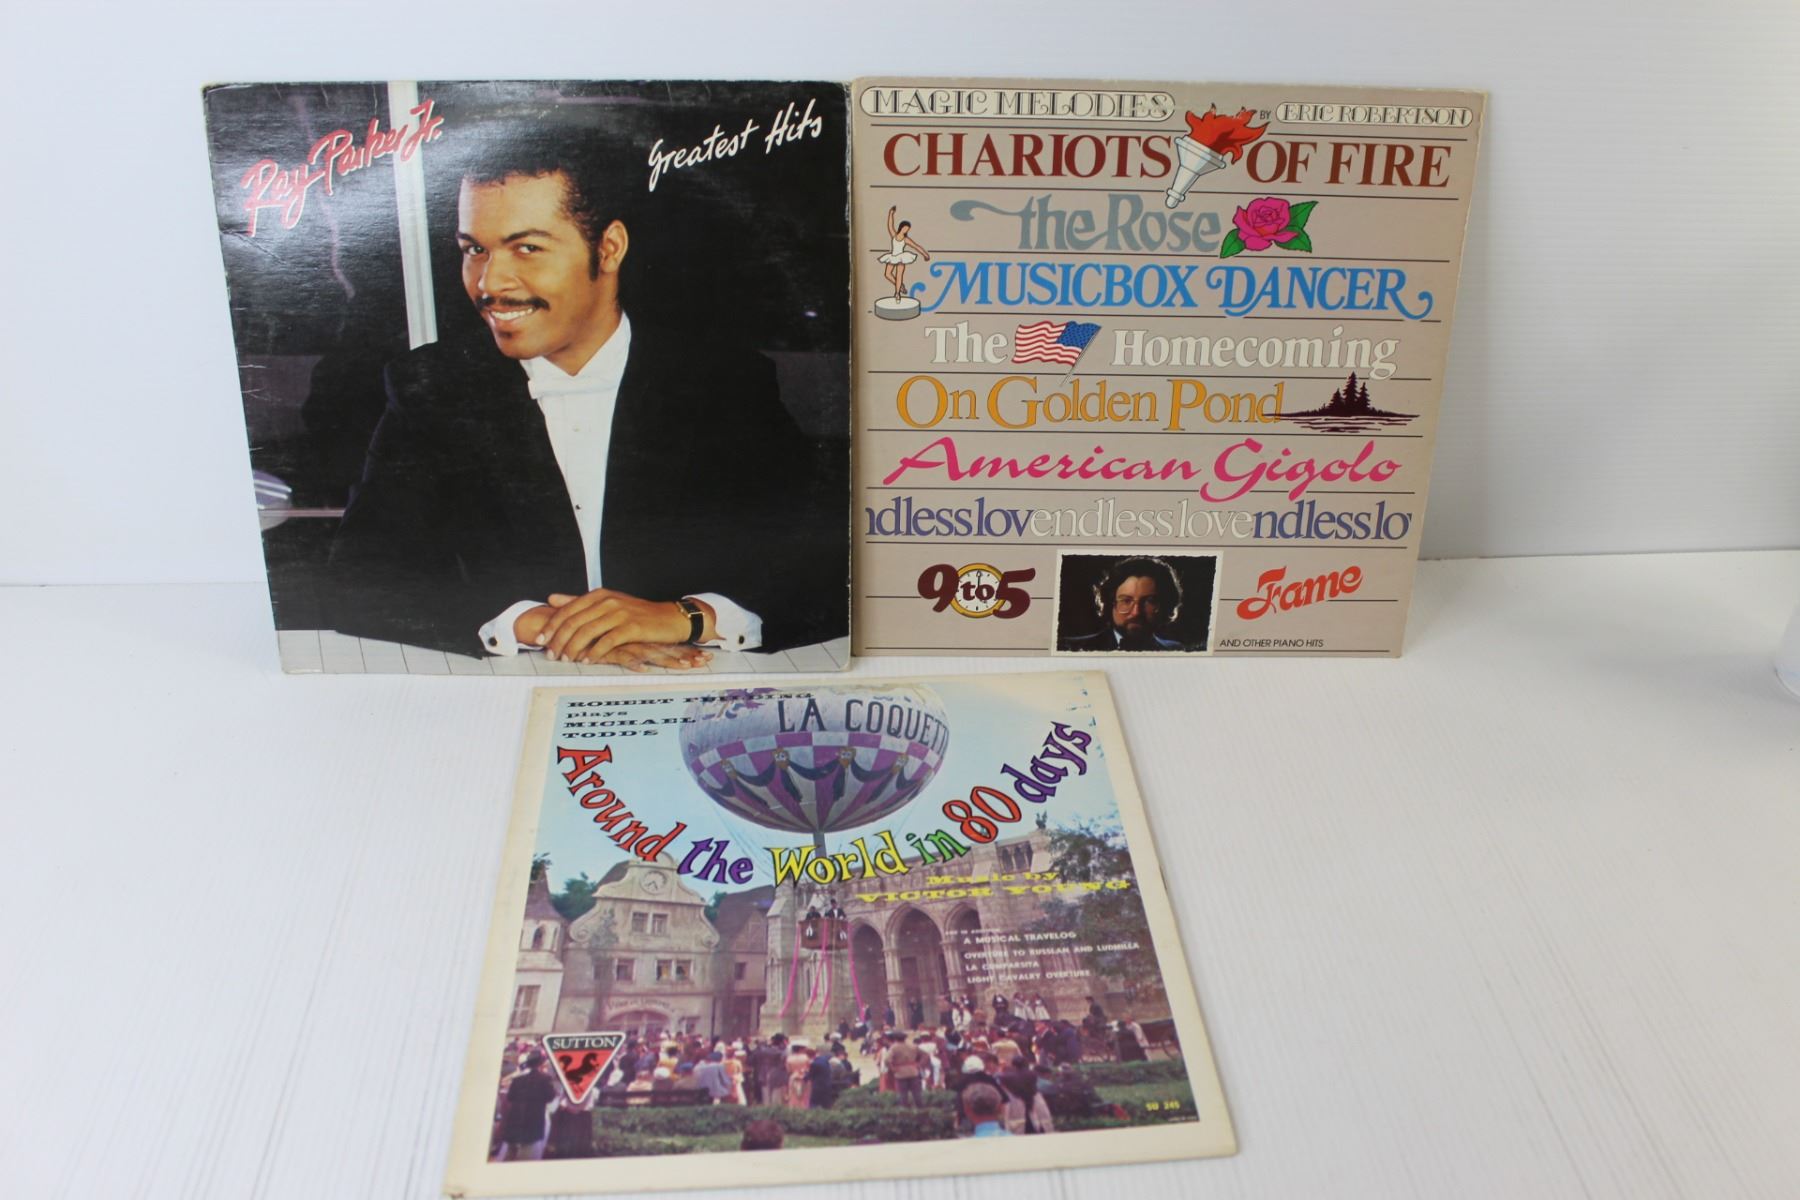 Ray Parker Jr.
Greatest Hits
MAGIC MELODIES BY ERIC ROBERTSON
CHARIOTS OF FIRE
the Rose
MUSICBOX DANCER
The Homecoming
On Golden Pond
American Gigolo
ndlesslovendlesslovendlesslo
9 to 5
Fame
AND OTHER PIANO HITS
ROBERT
plays
MICHAEL
TODD'S
LA COQUET
Around the World in 80 days
Music by
VICTOR YOUNG
A MUSICAL TRAVELOG
OVERTURE TO RUSSLAN AND LUDMILLA
LA CUMPARSITA
LIGHT CAVALRY OVERTURE
SUTTON
SU 245